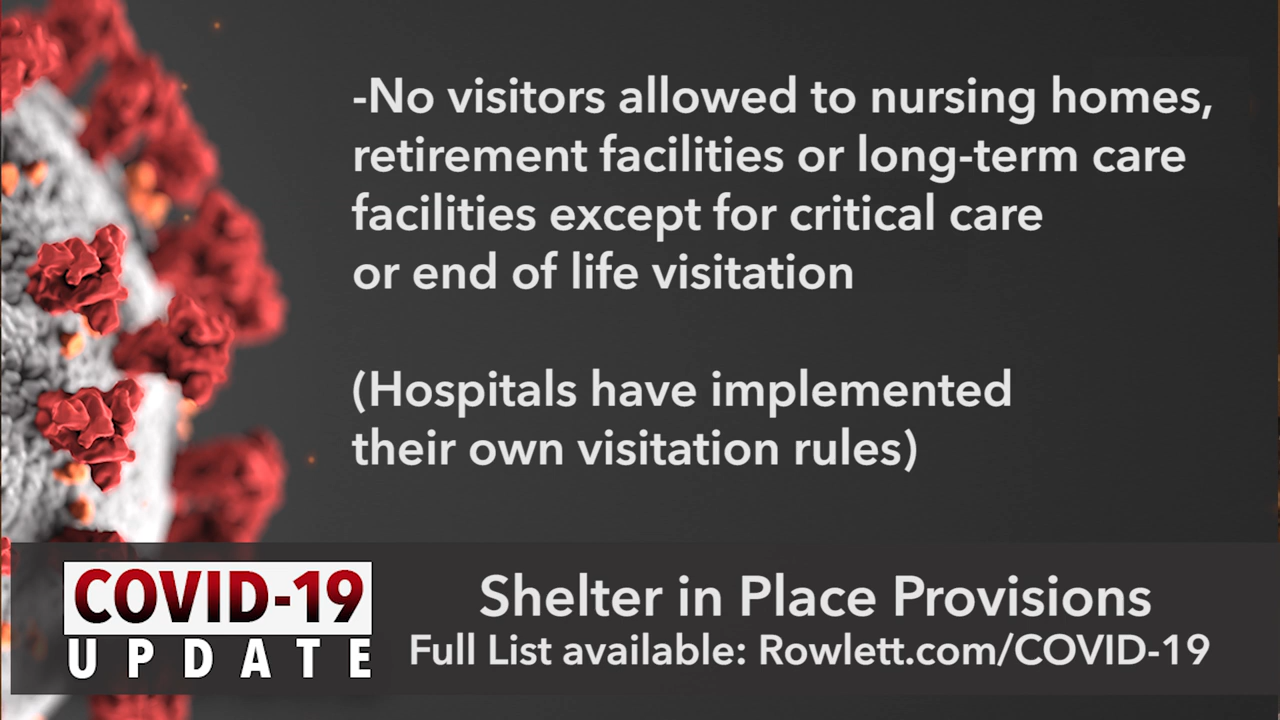 -No visitors allowed to nursing homes,
retirement facilities or long-term care
facilities except for critical care
or end of life visitation
(Hospitals have implemented
their own visitation rules)
COVID-19
UPDATE
Shelter in Place Provisions
Full List available: Rowlett.com/COVID-19